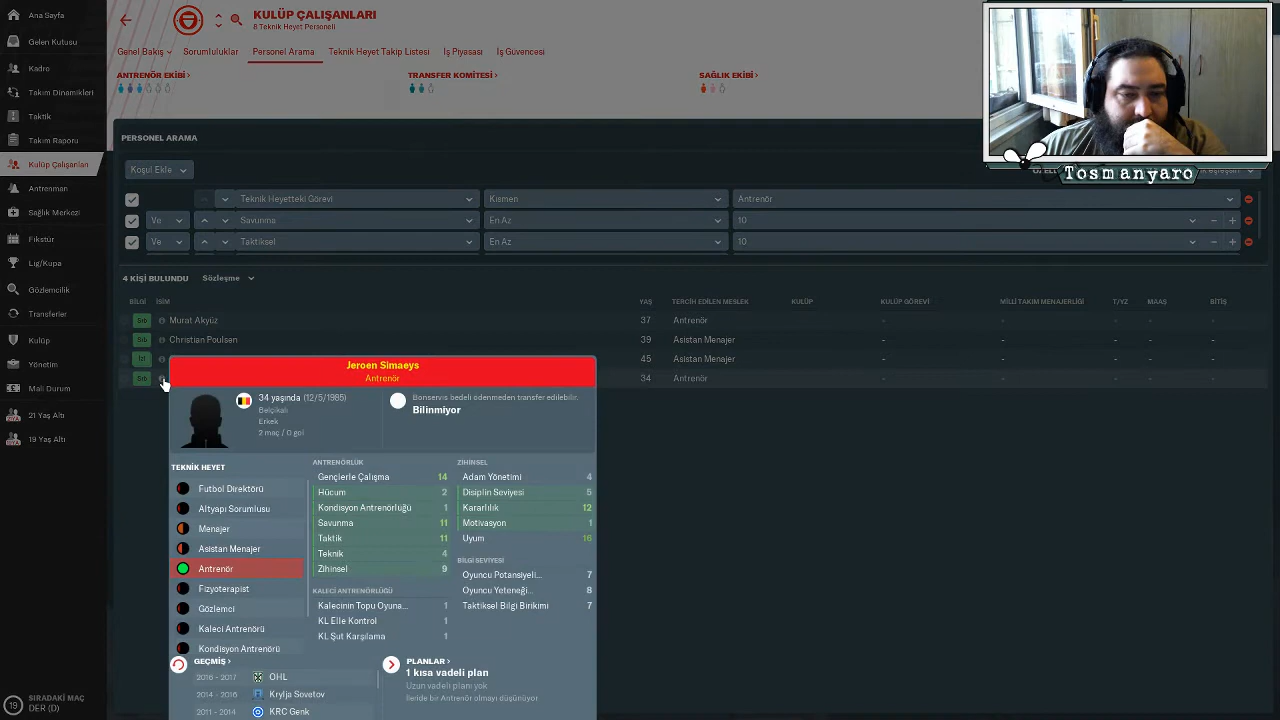 Ana Sayfa
Gelen Kutusu
Kadro
Takım Dinamikleri
Taktik
Takım Raporu
Kulüp Çalışanları
Antrenman
Sağlık Merkezi
Fikstür
Lig/Kupa
Gözlemcilik
Transferler
Kulüp
Yönetim
Mali Durum
21 Yaş Altı
19 Yaş Altı
19
SIRADAKİ MAÇ
DER (D)
KULÜP ÇALIŞANLARI
8 Teknik Heyet Personeli
Genel Bakış Sorumluluklar Personel Arama Teknik Heyet Takip Listesi İş Piyasası İş Güvencesi
ANTRENÖR EKİBİ > TRANSFER KOMİTESİ > SAĞLIK EKİBİ >
Tosmanyaro
PERSONEL ARAMA
Koşul Ekle
Teknik Heyetteki Görevi Kısmen Antrenör
Ve Savunma En Az 10 − +
Ve Taktiksel En Az 10 − +
4 KİŞİ BULUNDU Sözleşme
BİLGİ İSİM YAŞ TERCİH EDİLEN MESLEK KULÜP KULÜP GÖREVİ MİLLİ TAKIM MENAJERLİĞİ T/YZ MAAŞ BİTİŞ
Murat Akyüz 37 Antrenör - - - - - -
Christian Poulsen 39 Asistan Menajer - - - - - -
45 Asistan Menajer - - - - - -
34 Antrenör - - - - - -
Jeroen Simaeys
Antrenör
34 yaşında (12/5/1985)
Belçikalı
Erkek
2 maç / 0 gol
Bonservis bedeli ödenmeden transfer edilebilir.
Bilinmiyor
TEKNİK HEYET
Futbol Direktörü
Altyapı Sorumlusu
Menajer
Asistan Menajer
Antrenör
Fizyoterapist
Gözlemci
Kaleci Antrenörü
Kondisyon Antrenörü
ANTRENÖRLÜK
Gençlerle Çalışma 14
Hücum 2
Kondisyon Antrenörlüğü 1
Savunma 11
Taktik 11
Teknik 4
Zihinsel 9
KALECİ ANTRENÖRLÜĞÜ
Kalecinin Topu Oyuna... 1
KL Elle Kontrol 1
KL Şut Karşılama 1
ZİHİNSEL
Adam Yönetimi 4
Disiplin Seviyesi 5
Kararlılık 12
Motivasyon 1
Uyum 16
BİLGİ SEVİYESİ
Oyuncu Potansiyeli... 7
Oyuncu Yeteneği... 8
Taktiksel Bilgi Birikimi 7
GEÇMİŞ >
2016 - 2017 OHL
2014 - 2016 Krylja Sovetov
2011 - 2014 KRC Genk
PLANLAR >
1 kısa vadeli plan
Uzun vadeli planı yok
İleride bir Antrenör olmayı düşünüyor